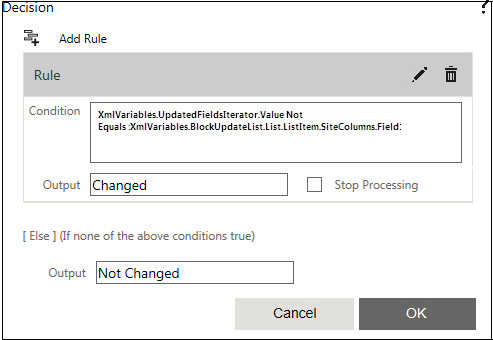 Decision
?
Add Rule
Rule
Condition
XmlVariables.UpdatedFieldsIterator.Value Not
Equals :XmlVariables.BlockUpdateList.List.ListItem.SiteColumns.Field:
Output
Changed
Stop Processing
[ Else ] (If none of the above conditions true)
Output
Not Changed
Cancel
OK